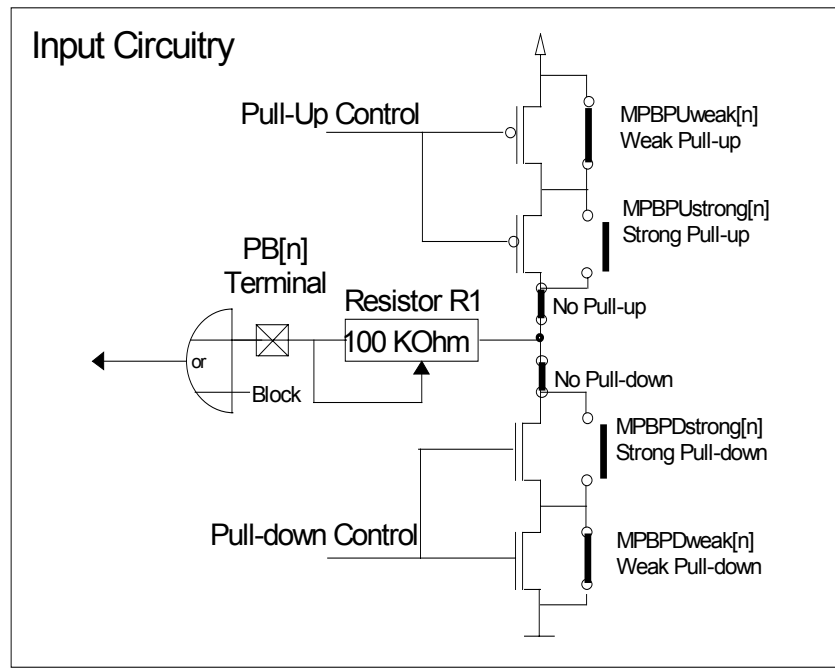 Input Circuitry
Pull-Up Control
MPBPUweak[n]
Weak Pull-up
MPBPUstrong[n]
Strong Pull-up
PB[n]
Terminal
Resistor R1
100 KOhm
No Pull-up
or
Block
No Pull-down
MPBPDstrong[n]
Strong Pull-down
Pull-down Control
MPBPDweak[n]
Weak Pull-down